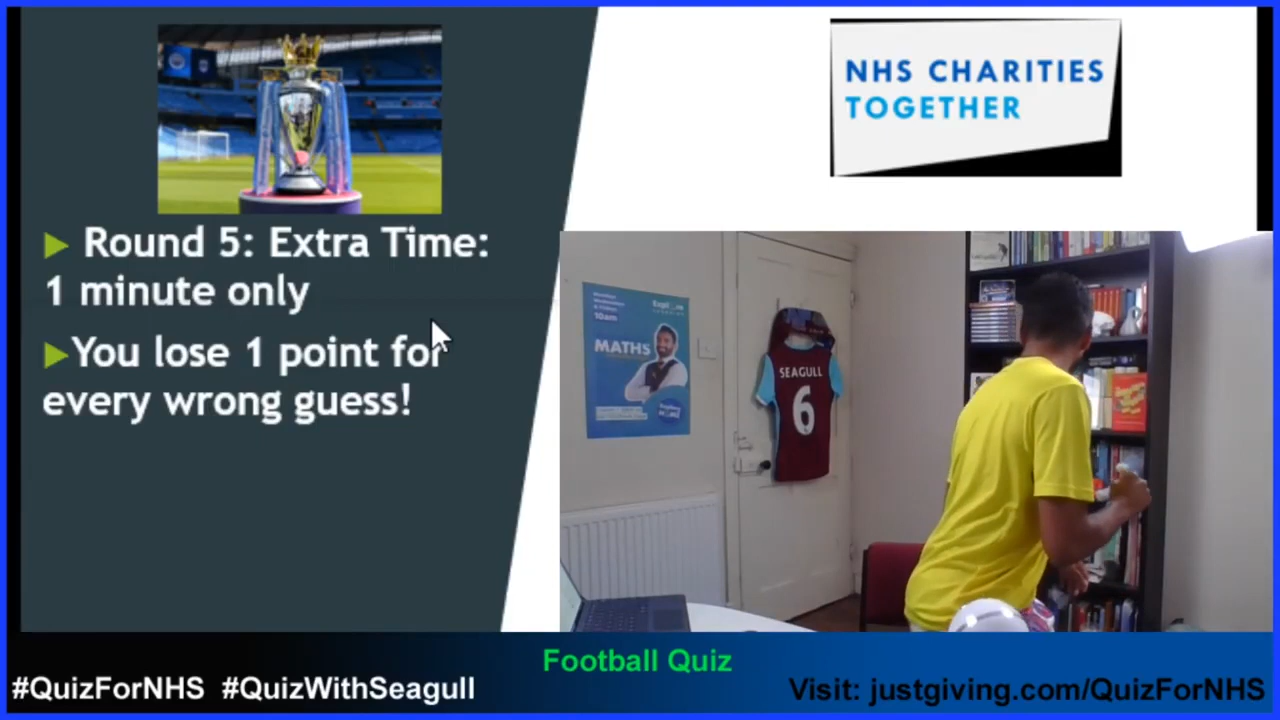 NHS CHARITIES
TOGETHER
Round 5: Extra Time:
1 minute only
You lose 1 point for
every wrong guess!
10am
MATHS
SEAGULL
6
Football Quiz
#QuizForNHS #QuizWithSeagull
Visit: justgiving.com/QuizForNHS